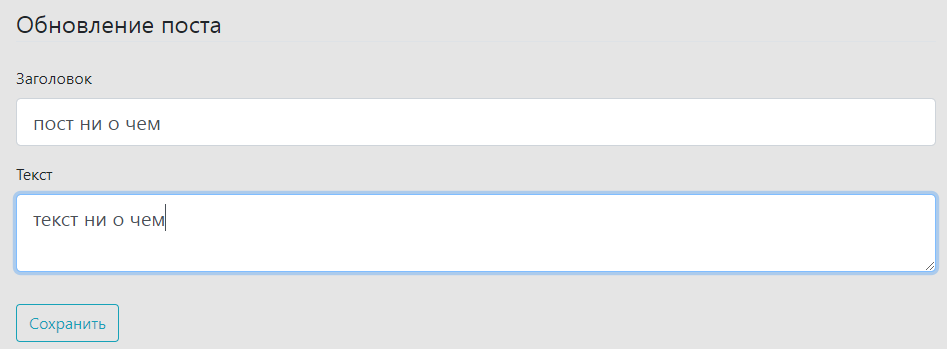 Обновление поста
Заголовок
пост ни о чем
Текст
текст ни о чем
Сохранить